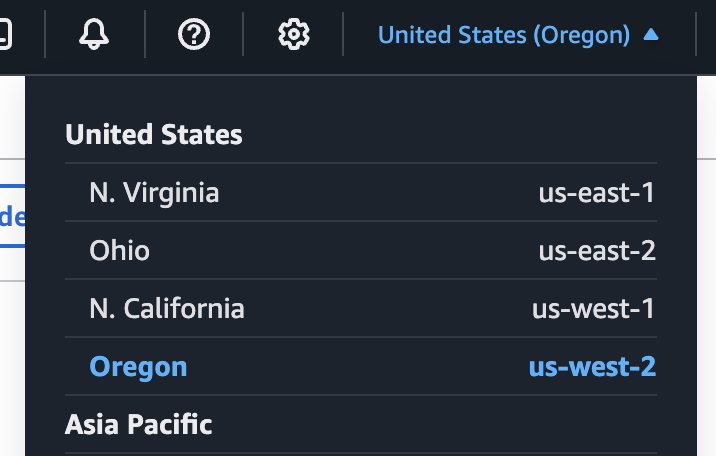 United States (Oregon)
United States
N. Virginia us-east-1
Ohio us-east-2
N. California us-west-1
Oregon us-west-2
Asia Pacific
de